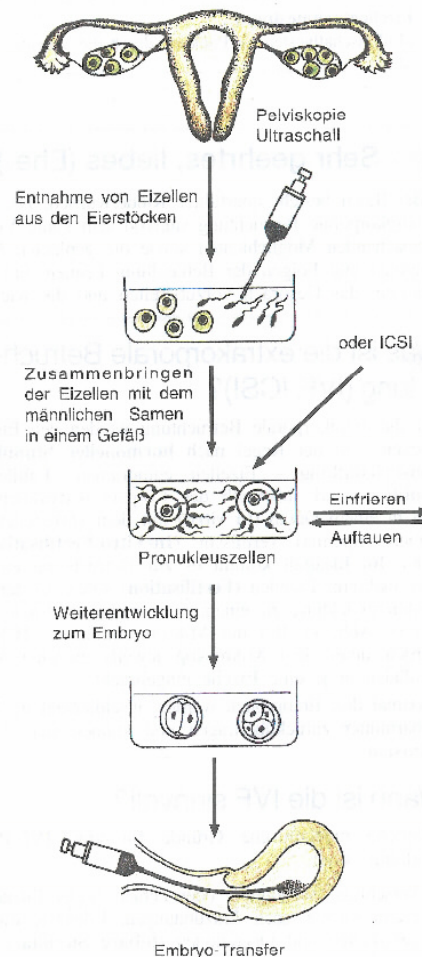 Pelviskopie
Ultraschall
Entnahme von Eizellen
aus den Eierstöcken
oder ICSI
Zusammenbringen
der Eizellen mit dem
männlichen Samen
in einem Gefäß
Einfrieren
Auftauen
Pronukleuszellen
Weiterentwicklung
zum Embryo
Embryo-Transfer